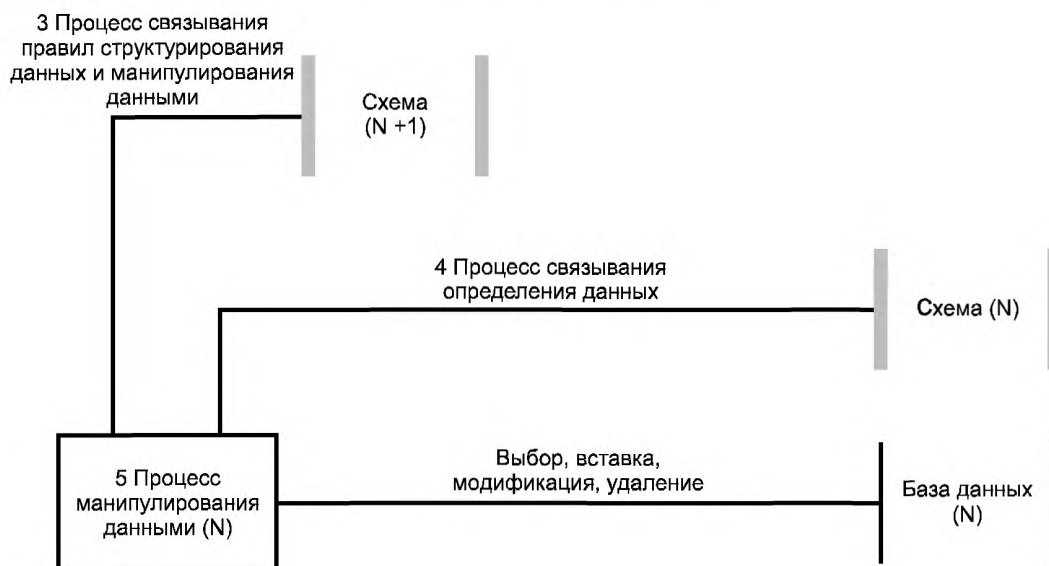 3 Процесс связывания
правил структурирования
данных и манипулирования
данными
Схема
(N +1)
4 Процесс связывания
определения данных
Схема (N)
5 Процесс
манипулирования
данными (N)
Выбор, вставка,
модификация, удаление
База данных
(N)